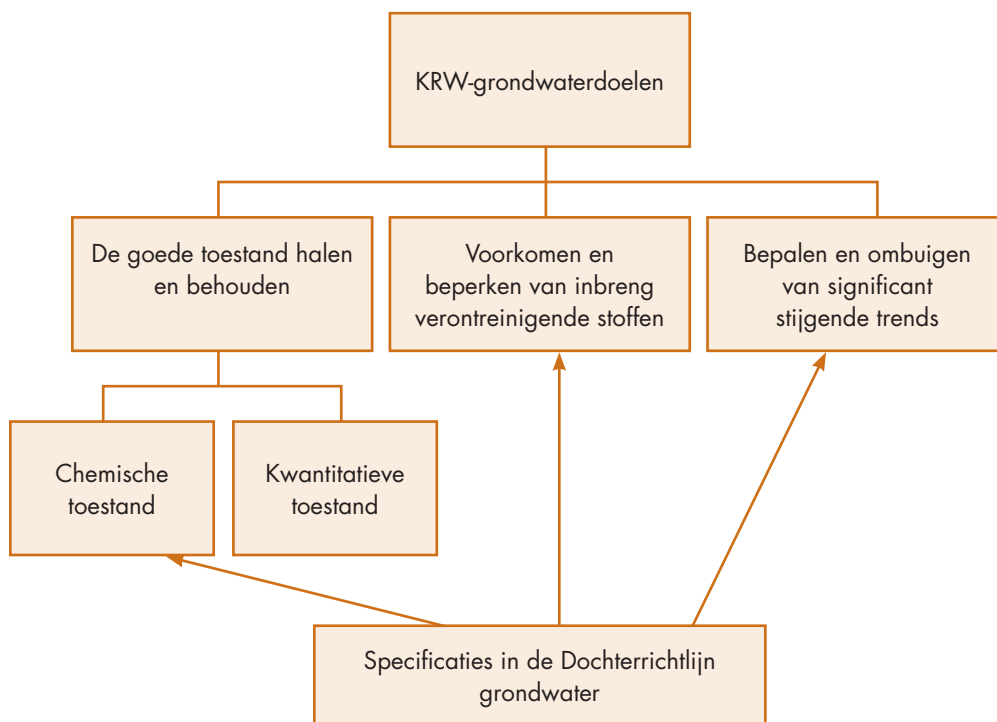 KRW-grondwaterdoelen
De goede toestand halen
en behouden
Voorkomen en
beperken van inbreng
verontreinigende stoffen
Bepalen en ombuigen
van significant
stijgende trends
Chemische
toestand
Kwantitatieve
toestand
Specificaties in de Dochterrichtlijn
grondwater